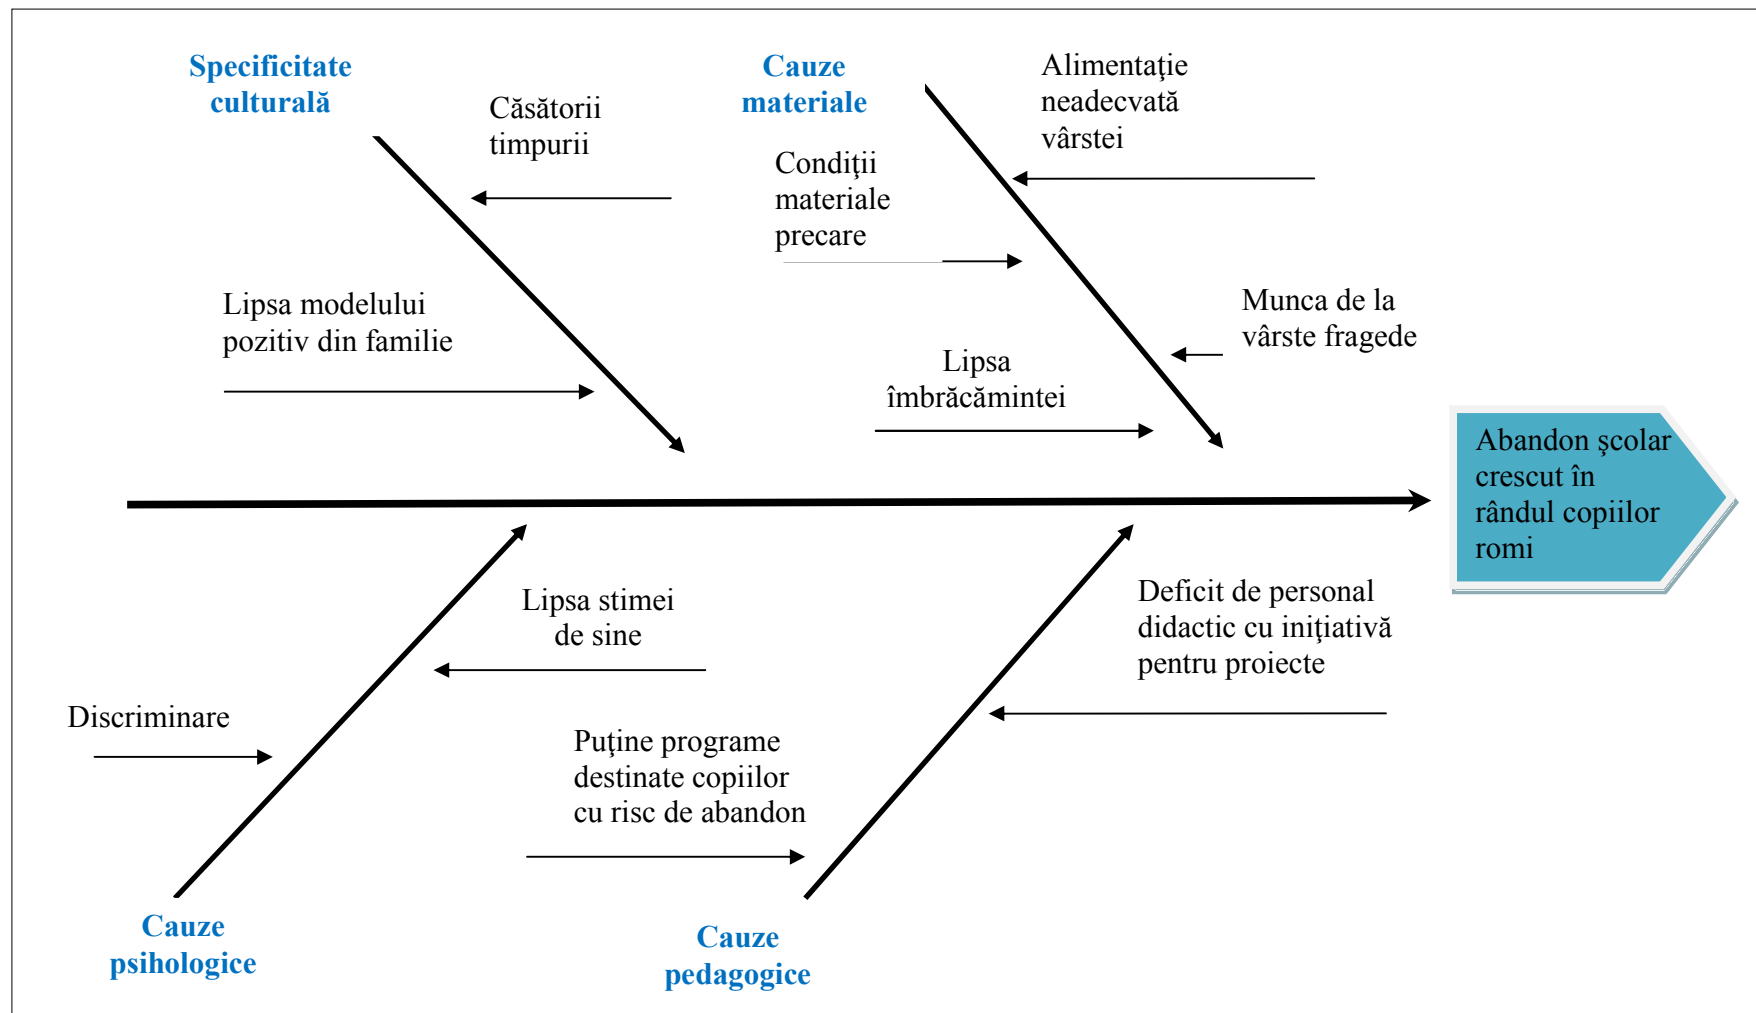 Specificitate
culturală
Căsătorii
timpurii
Lipsa modelului
pozitiv din familie
Cauze
materiale
Alimentaţie
neadecvată
vârstei
Condiţii
materiale
precare
Munca de la
vârste fragede
Lipsa
îmbrăcămintei
Abandon şcolar
crescut în
rândul copiilor
romi
Lipsa stimei
de sine
Discriminare
Cauze
psihologice
Deficit de personal
didactic cu iniţiativă
pentru proiecte
Puţine programe
destinate copiilor
cu risc de abandon
Cauze
pedagogice